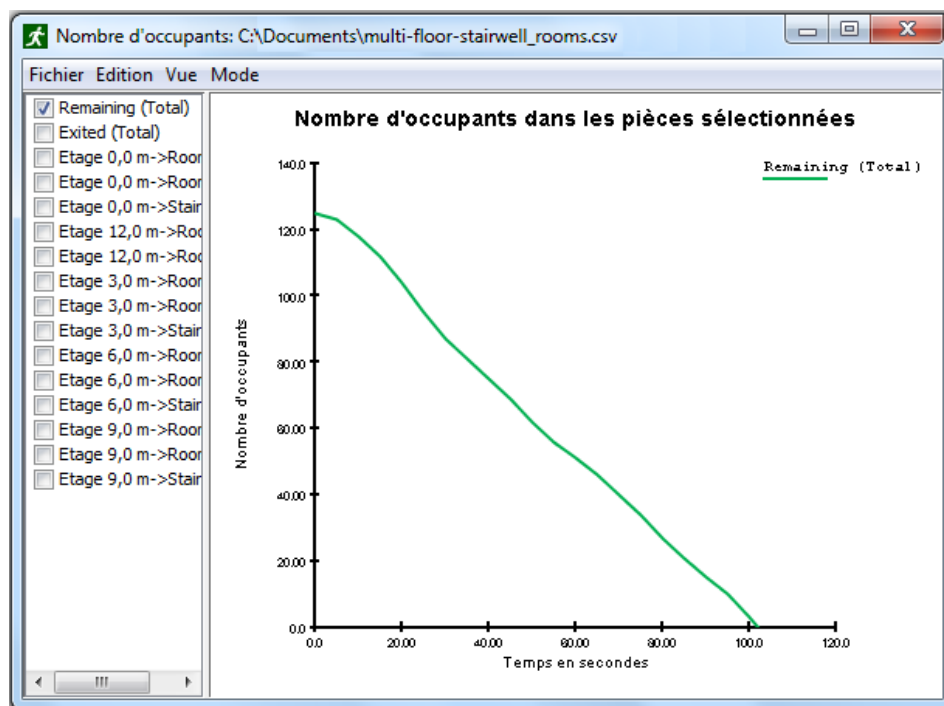 Nombre d'occupants: C:\Documents\multi-floor-stairwell_rooms.csv
Fichier Edition Vue Mode
Remaining (Total)
Exited (Total)
Etage 0,0 m->Roor
Etage 0,0 m->Roor
Etage 0,0 m->Stair
Etage 12,0 m->Roo
Etage 12,0 m->Roo
Etage 3,0 m->Roor
Etage 3,0 m->Roor
Etage 3,0 m->Stair
Etage 6,0 m->Roor
Etage 6,0 m->Roor
Etage 6,0 m->Stair
Etage 9,0 m->Roor
Etage 9,0 m->Roor
Etage 9,0 m->Stair
Nombre d'occupants dans les pièces sélectionnées
Remaining (Total)
140.0
120.0
100.0
80.00
60.00
40.00
20.00
0.0
Nombre d'occupants
0.0 20.00 40.00 60.00 80.00 100.0 120.0
Temps en secondes